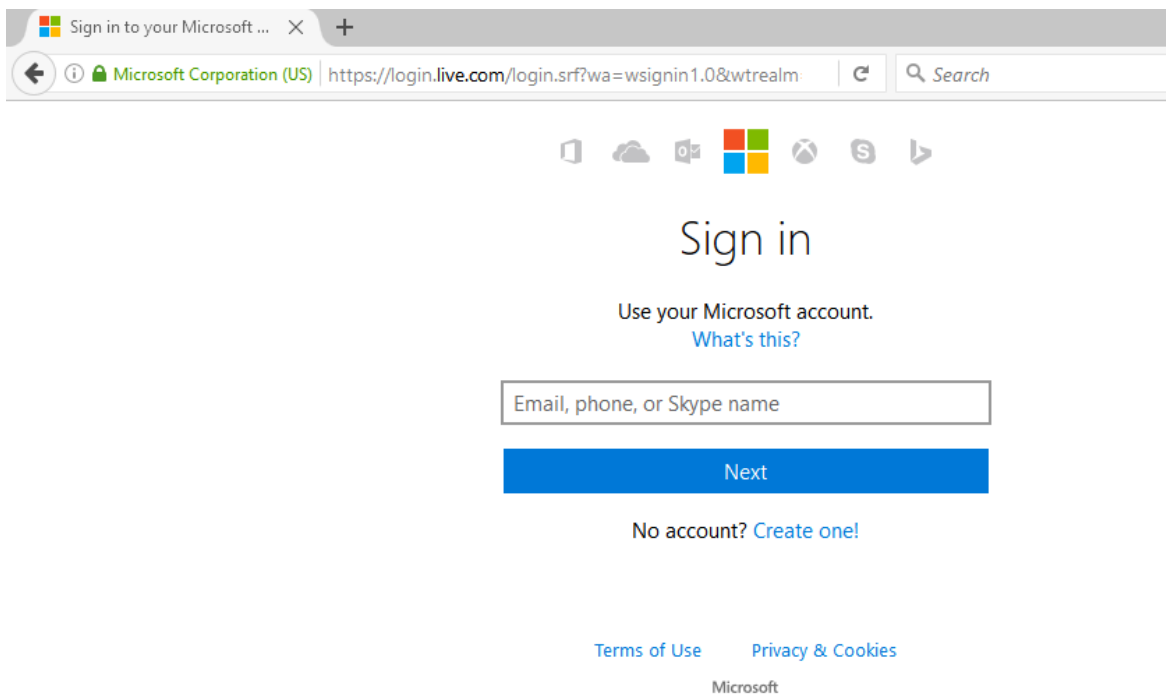 Sign in to your Microsoft ...
Microsoft Corporation (US) https://login.live.com/login.srf?wa=wsignin1.0&wtrealm Search
Sign in
Use your Microsoft account.
What's this?
Email, phone, or Skype name
Next
No account? Create one!
Terms of Use Privacy & Cookies
Microsoft